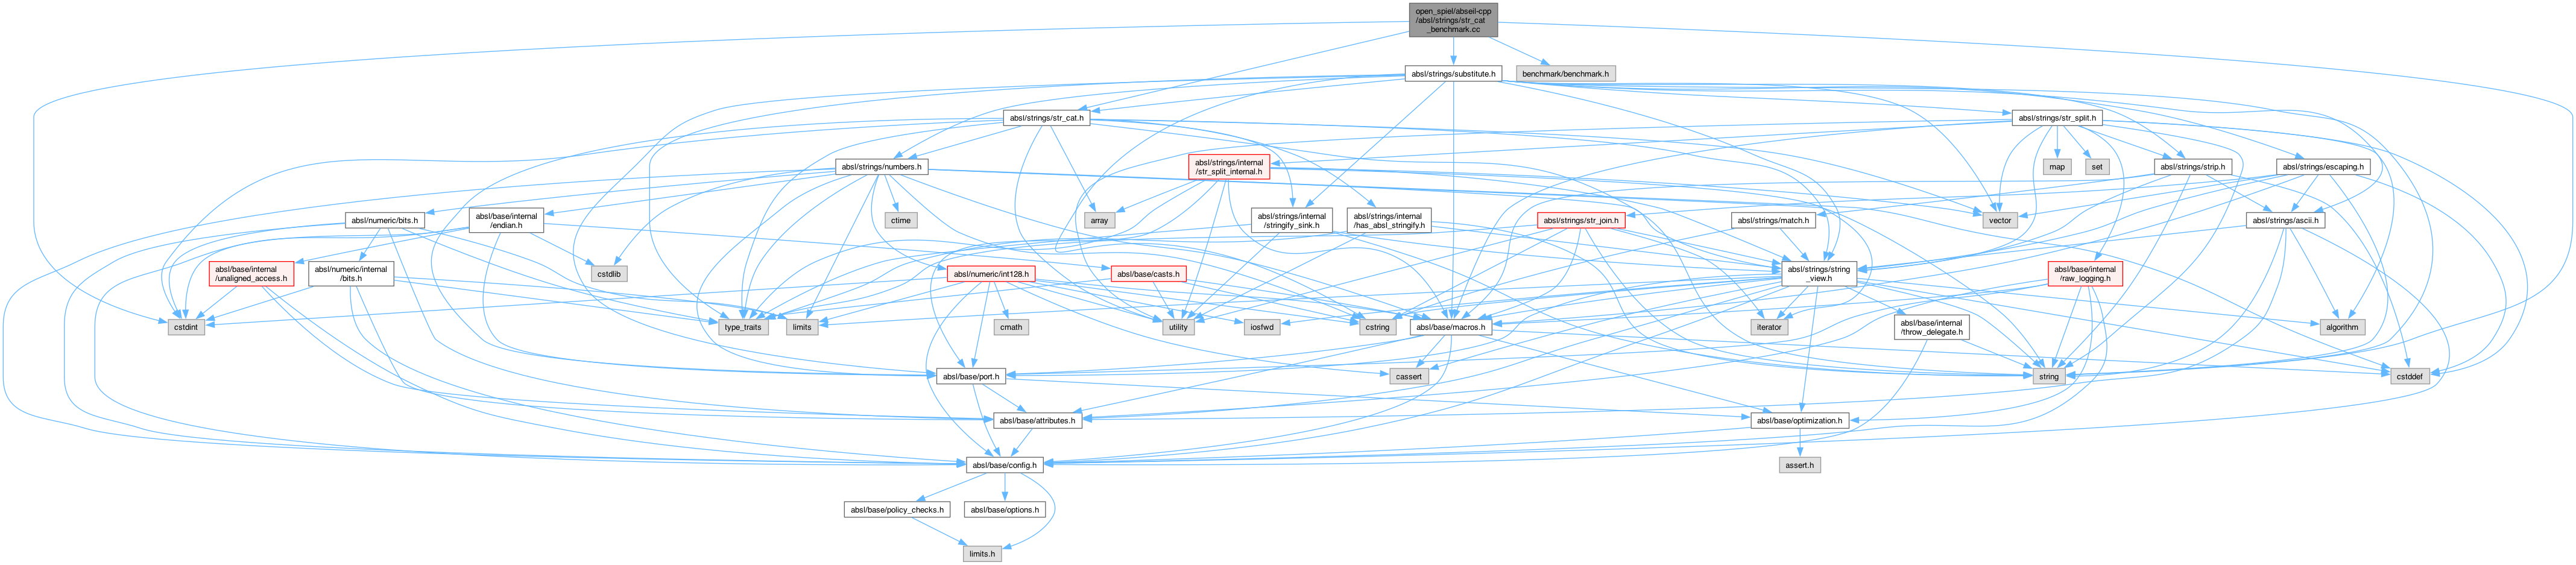 open_spiel/abseil-cpp
/absl/strings/str_cat
_benchmark.cc
absl/strings/substitute.h
benchmark/benchmark.h
absl/strings/str_cat.h
absl/strings/str_split.h
absl/strings/numbers.h
absl/strings/internal
/str_split_internal.h
map
set
absl/strings/strip.h
absl/strings/escaping.h
absl/numeric/bits.h
absl/base/internal
/endian.h
ctime
array
absl/strings/internal
/stringify_sink.h
absl/strings/internal
/has_absl_stringify.h
absl/strings/str_join.h
absl/strings/match.h
vector
absl/strings/ascii.h
absl/base/internal
/unaligned_access.h
absl/numeric/internal
/bits.h
cstdlib
absl/numeric/int128.h
absl/base/casts.h
absl/strings/string
_view.h
absl/base/internal
/raw_logging.h
cstdint
type_traits
limits
cmath
utility
iosfwd
cstring
absl/base/macros.h
iterator
absl/base/internal
/throw_delegate.h
algorithm
absl/base/port.h
cassert
string
cstddef
absl/base/attributes.h
absl/base/optimization.h
absl/base/config.h
assert.h
absl/base/policy_checks.h
absl/base/options.h
limits.h